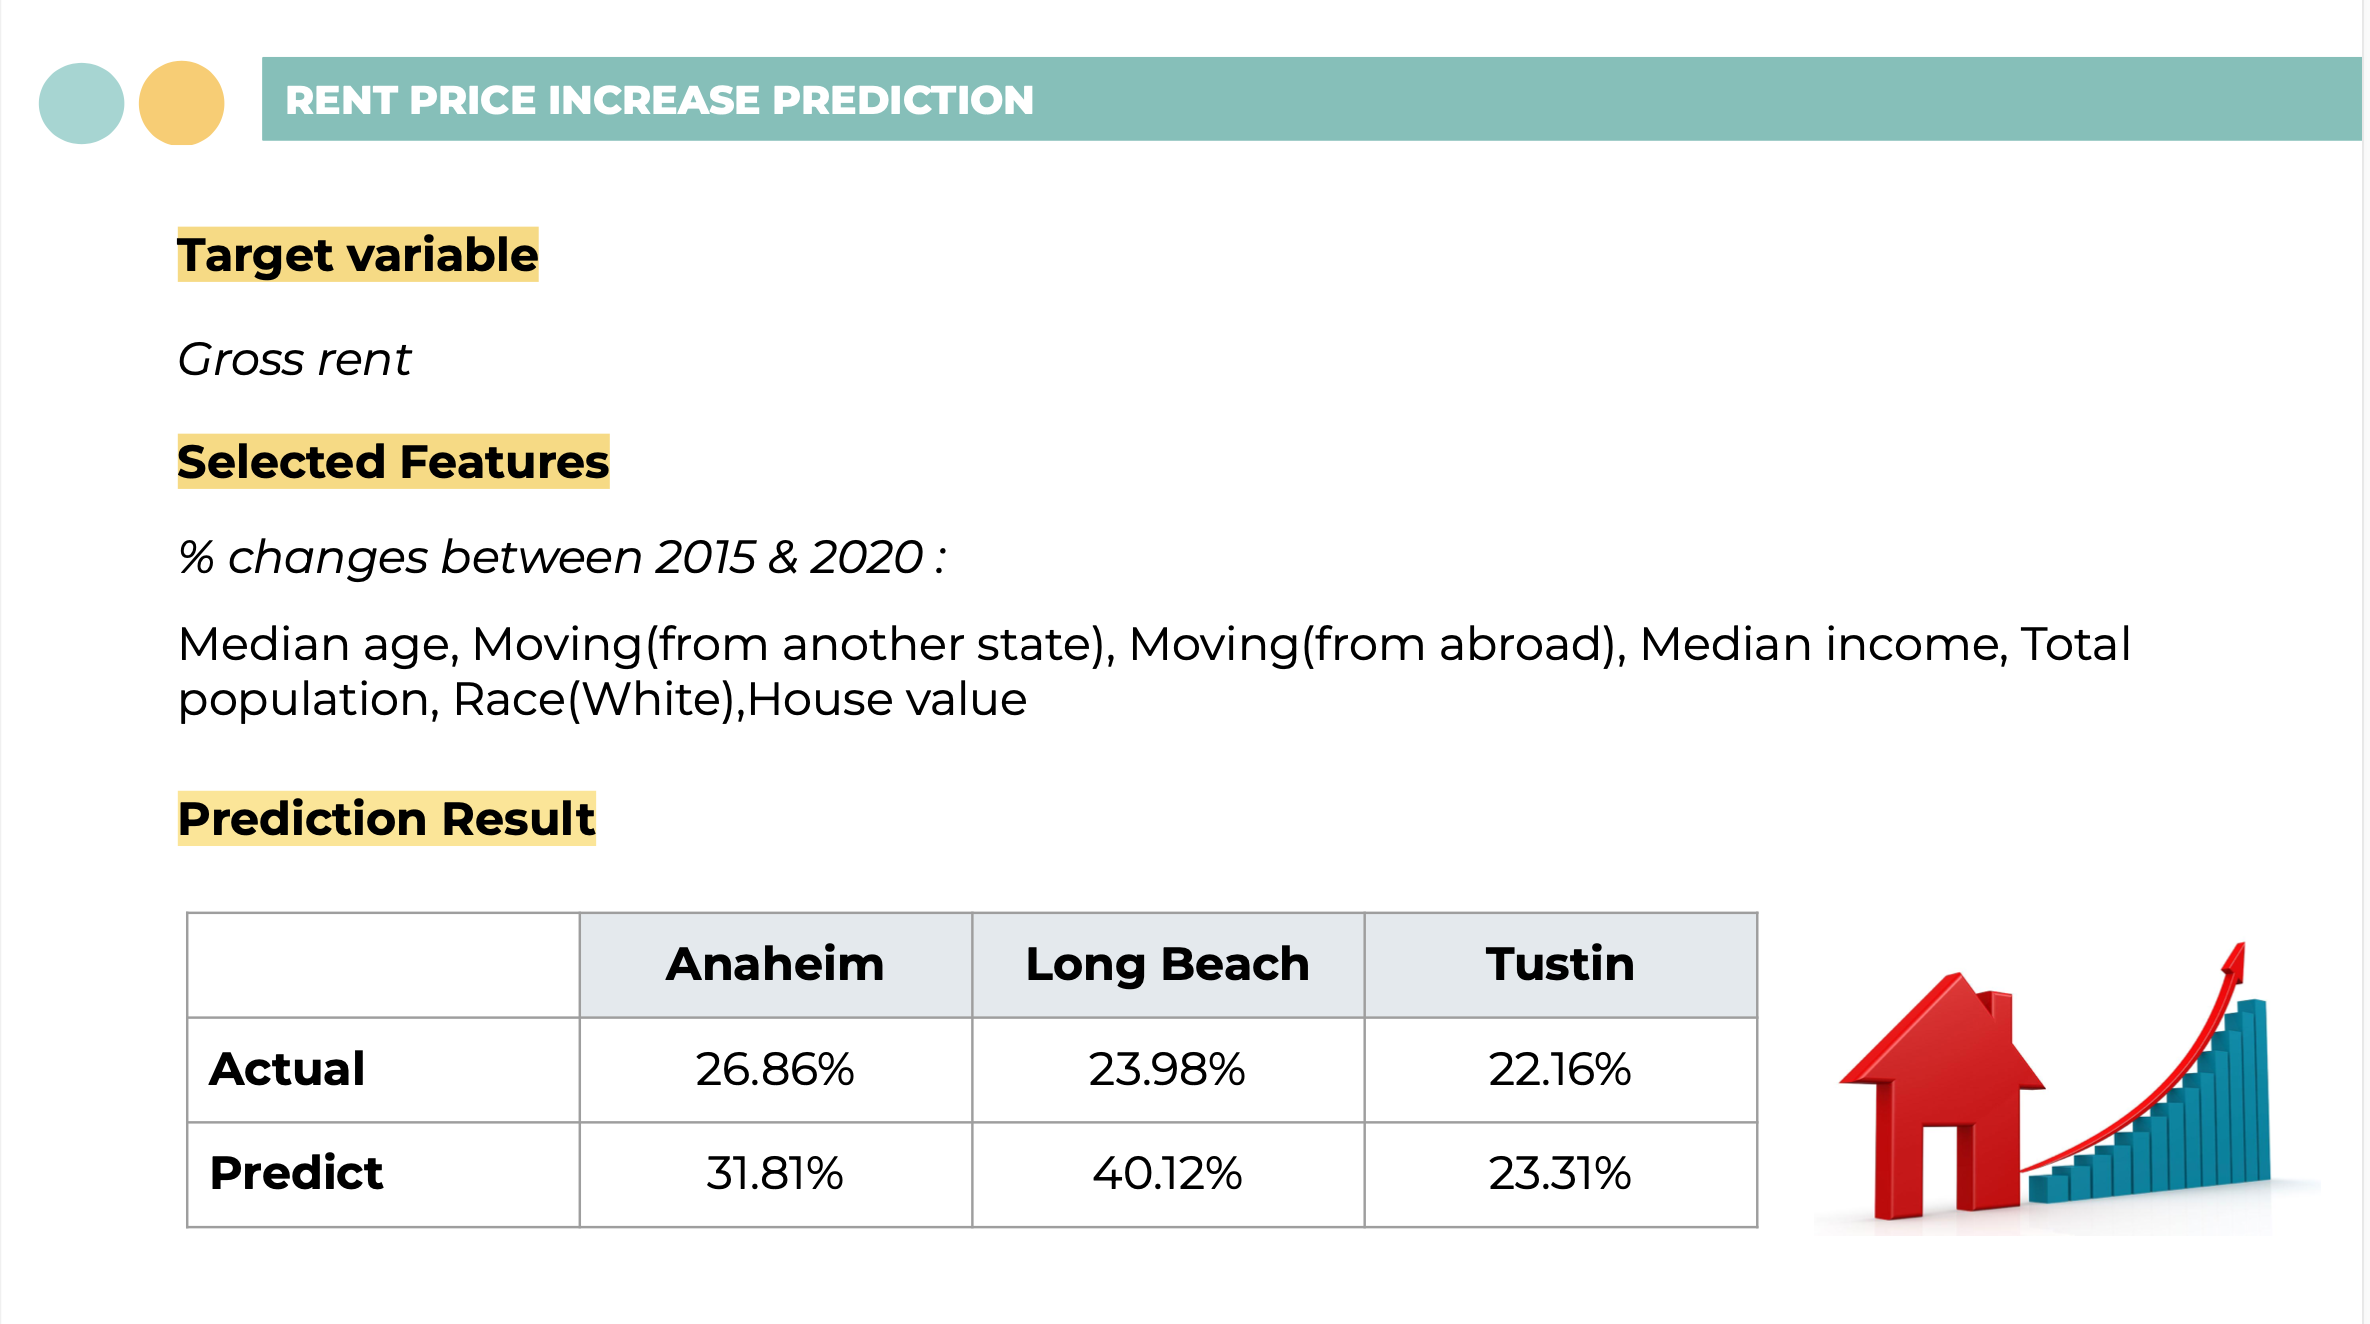 RENT PRICE INCREASE PREDICTION
Target variable
Gross rent
Selected Features
% changes between 2015 & 2020 :
Median age, Moving(from another state), Moving(from abroad), Median income, Total
population, Race(White),House value
Prediction Result
Anaheim Long Beach Tustin
Actual 26.86% 23.98% 22.16%
Predict 31.81% 40.12% 23.31%